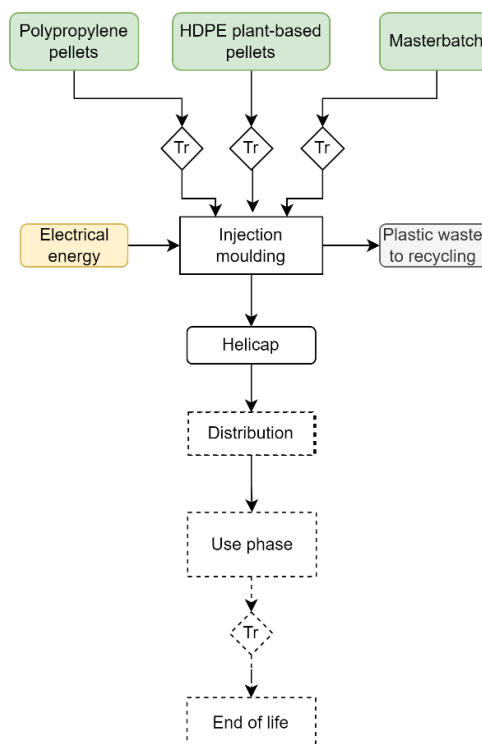 Polypropylene
pellets
HDPE plant-based
pellets
Masterbatch
Tr
Tr
Tr
Electrical
energy
Injection
moulding
Plastic waste
to recycling
Helicap
Distribution
Use phase
Tr
End of life